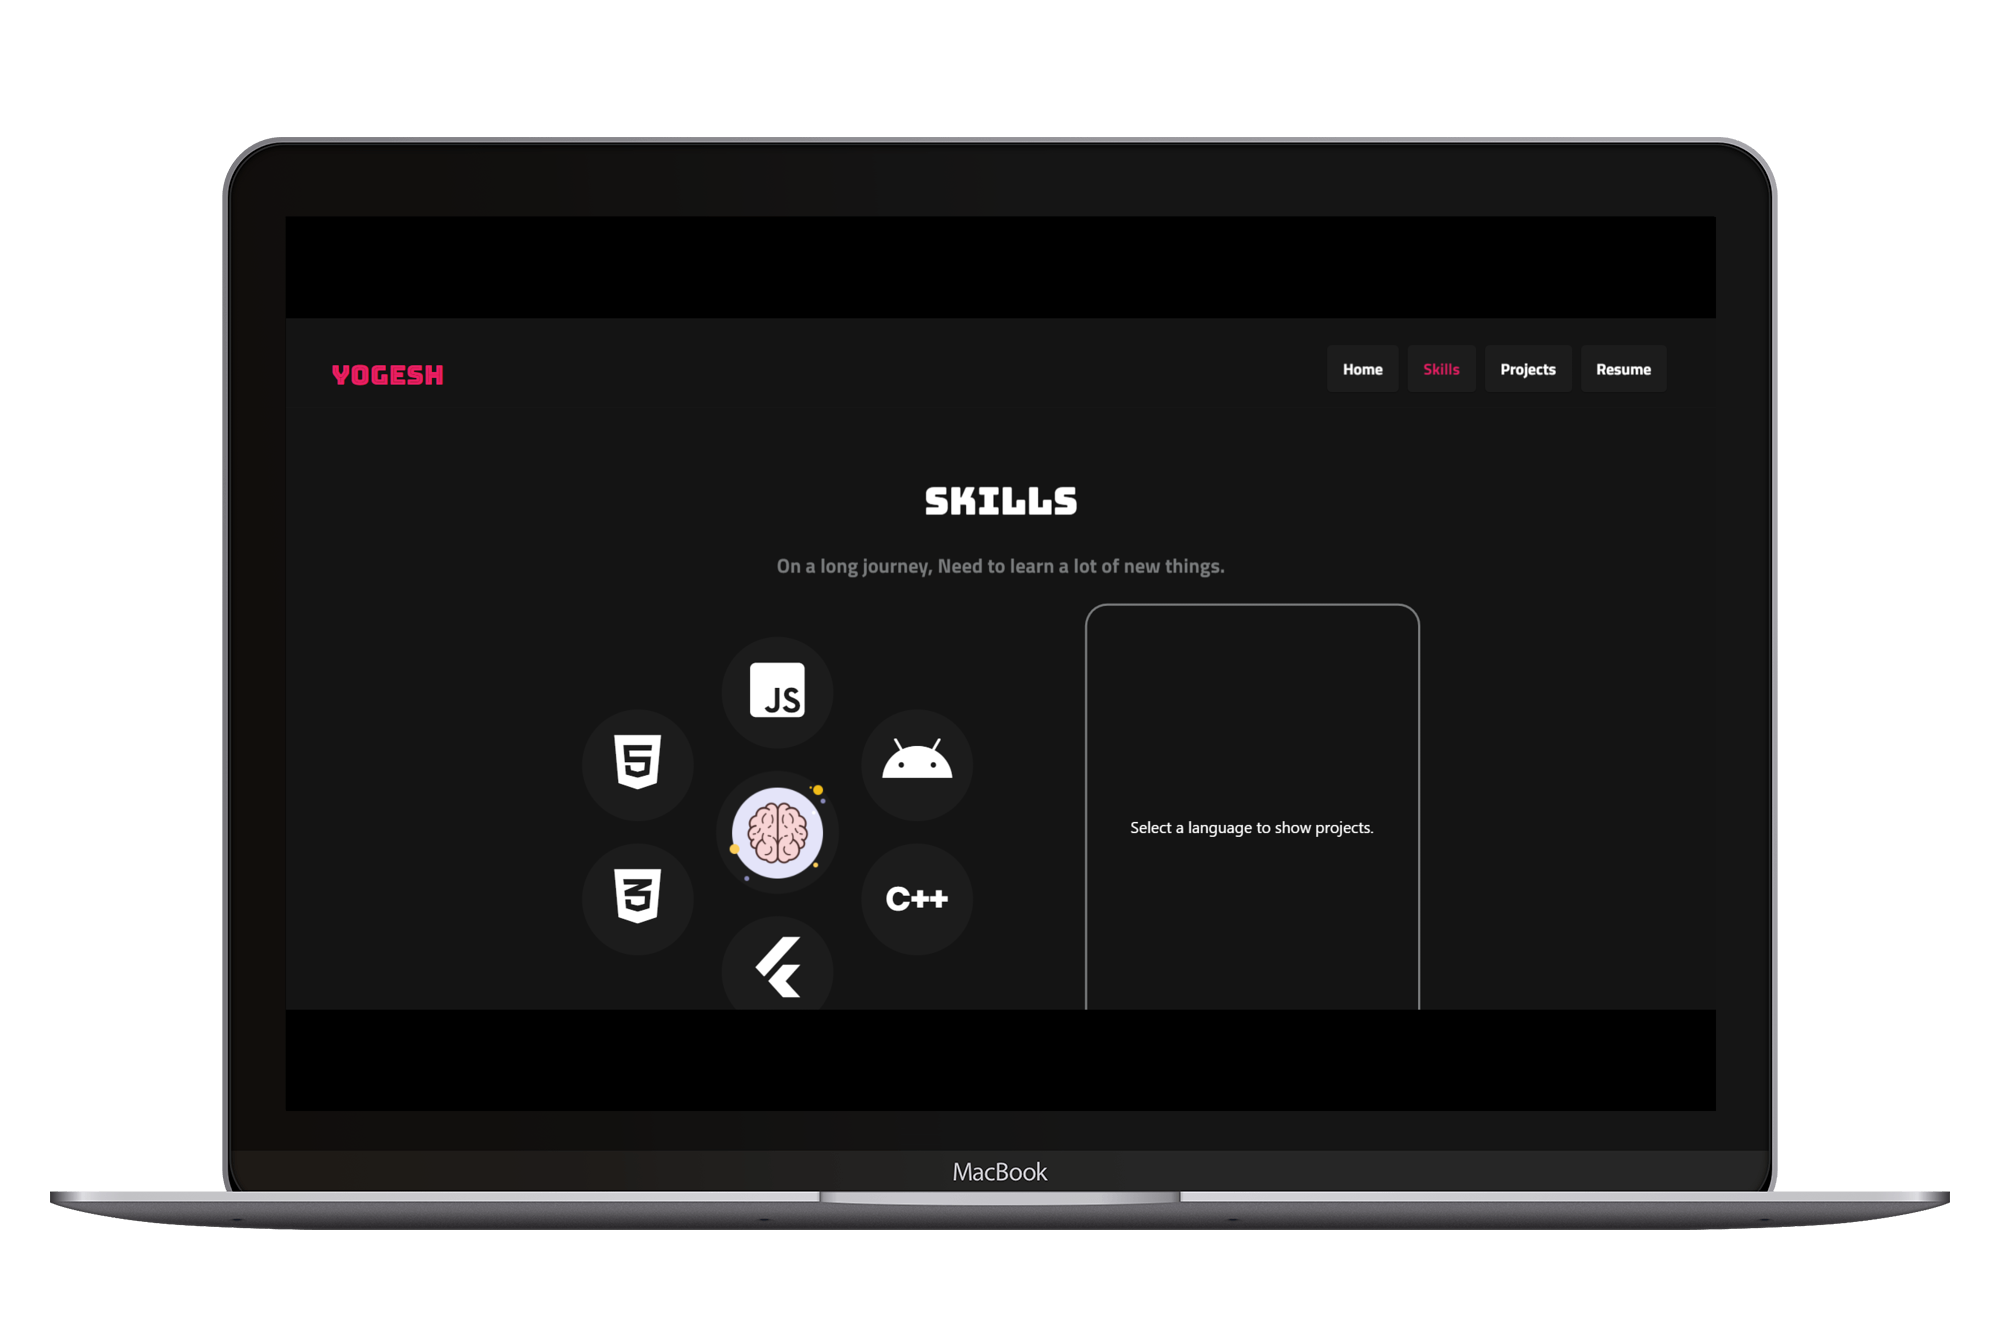 YOGESH
Home Skills Projects Resume
SKILLS
On a long journey, Need to learn a lot of new things.
JS
5
3
C++
Select a language to show projects.
MacBook